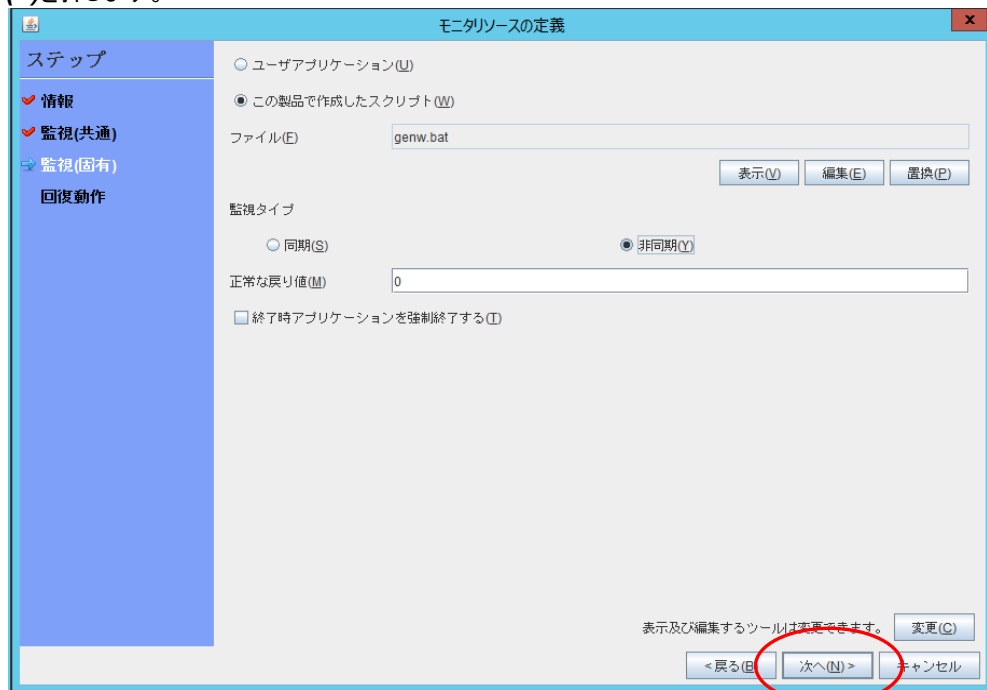 モニタリソースの定義
x
ステップ
情報
監視(共通)
監視(固有)
回復動作
ユーザアプリケーション(U)
この製品で作成したスクリプト(W)
ファイル(F) genw.bat
表示(V) 編集(E) 置換(P)
監視タイプ
同期(S) 非同期(Y)
正常な戻り値(M) 0
終了時アプリケーションを強制終了する(T)
表示及び編集するツールは変更できます。 変更(C)
<戻る(B 次へ(N)> キャンセル